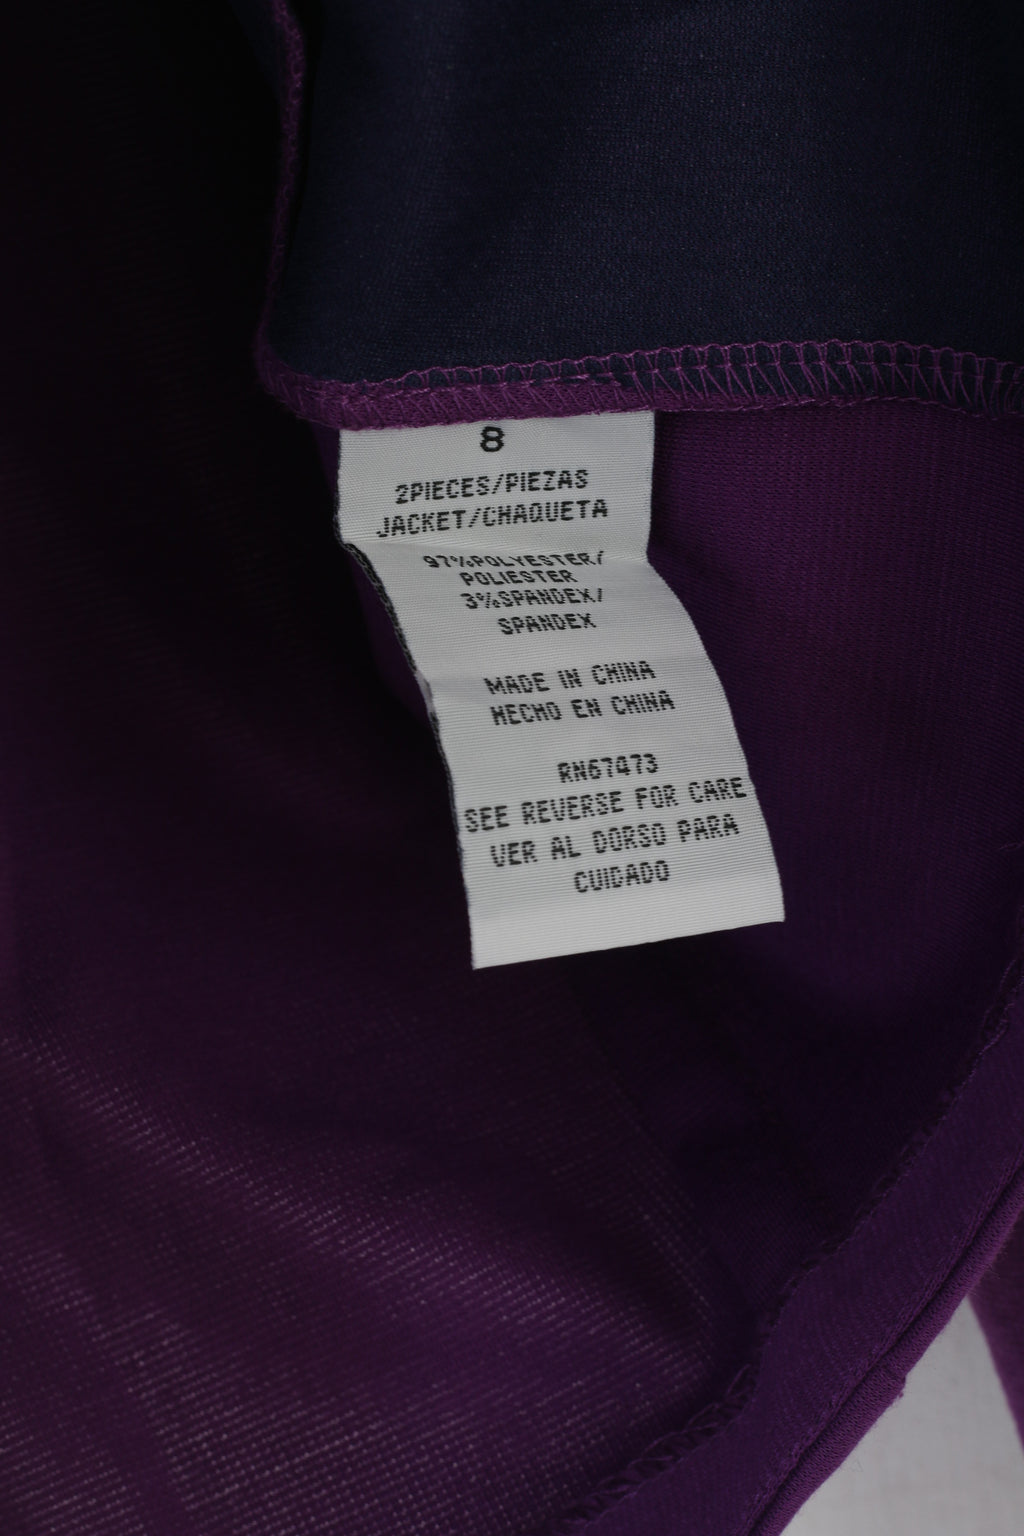 8
2PIECES/PIEZAS
JACKET/CHAQUETA
97%POLYESTER/
POLIESTER
3%SPANDEX/
SPANDEX
MADE IN CHINA
HECHO EN CHINA
RN67473
SEE REVERSE FOR CARE
VER AL DORSO PARA
CUIDADO